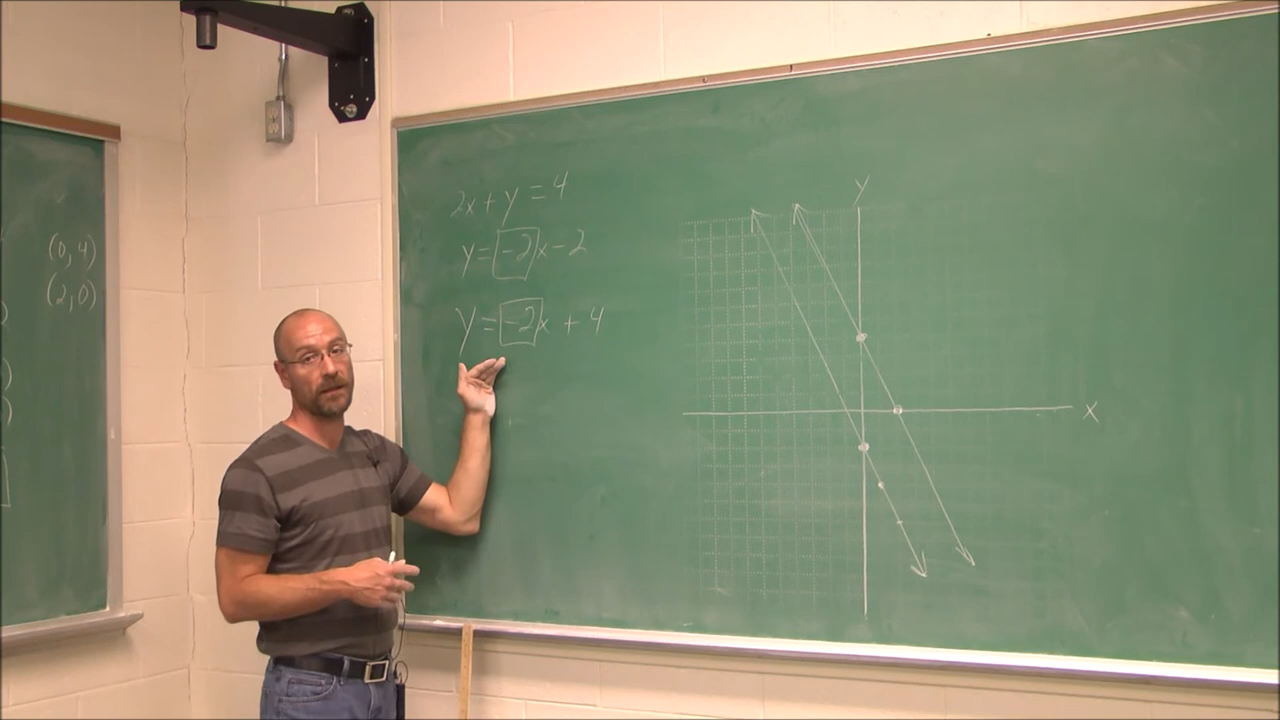 (0, 4)
(2, 0)
2x + y = 4
y = -2x - 2
y = -2x + 4
y
x